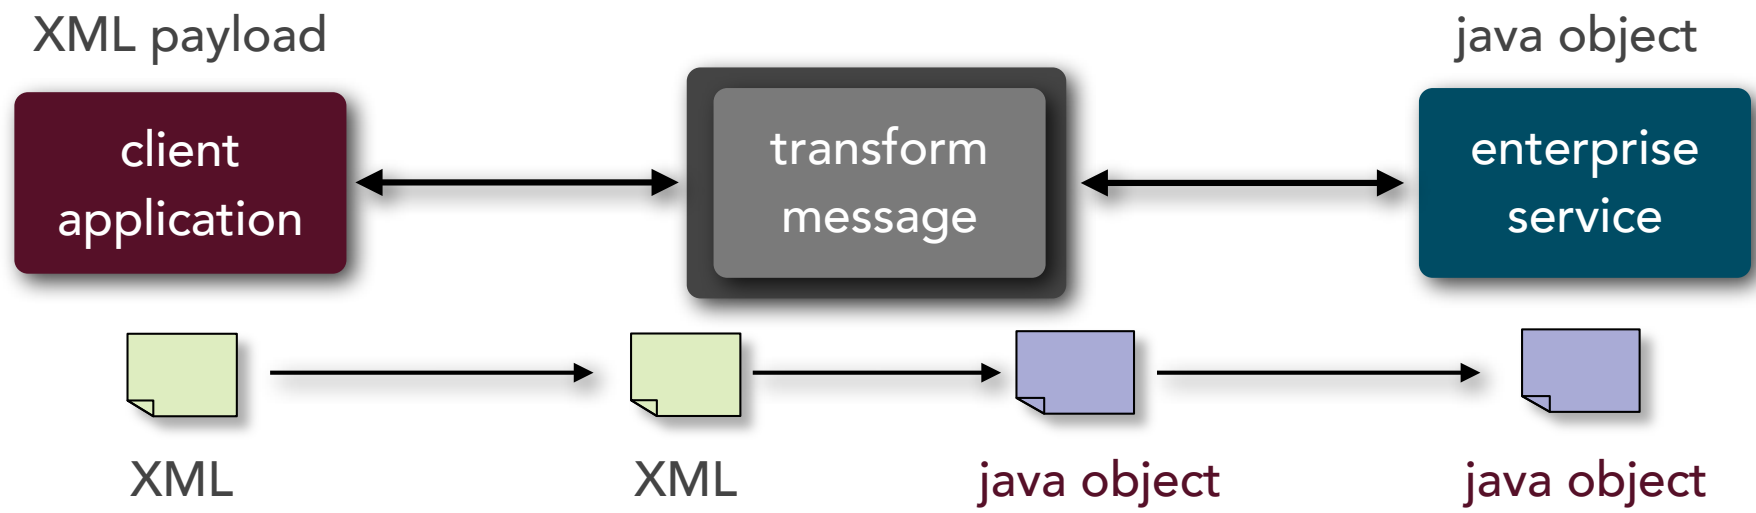 XML payload
java object
client
application
transform
message
enterprise
service
XML
XML
java object
java object